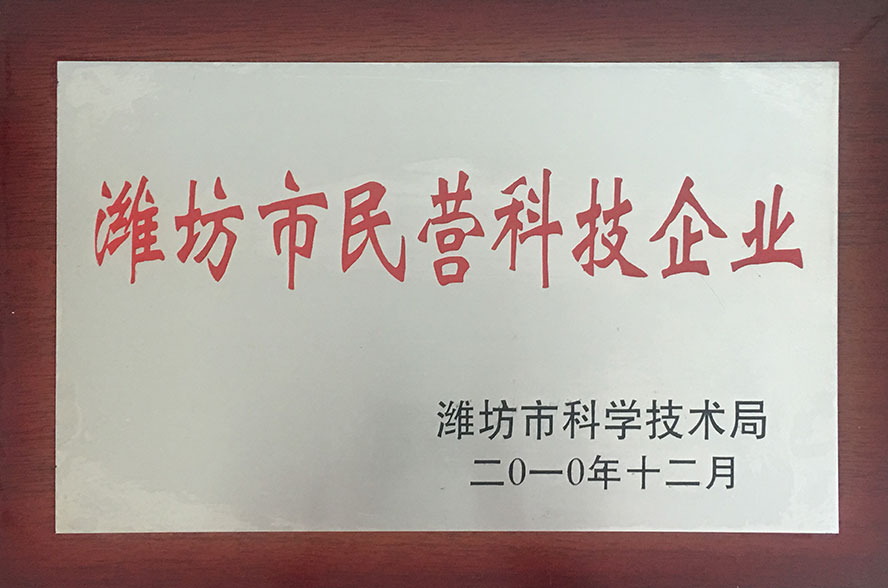 潍坊市民营科技企业
潍坊市科学技术局
二0一0年十二月